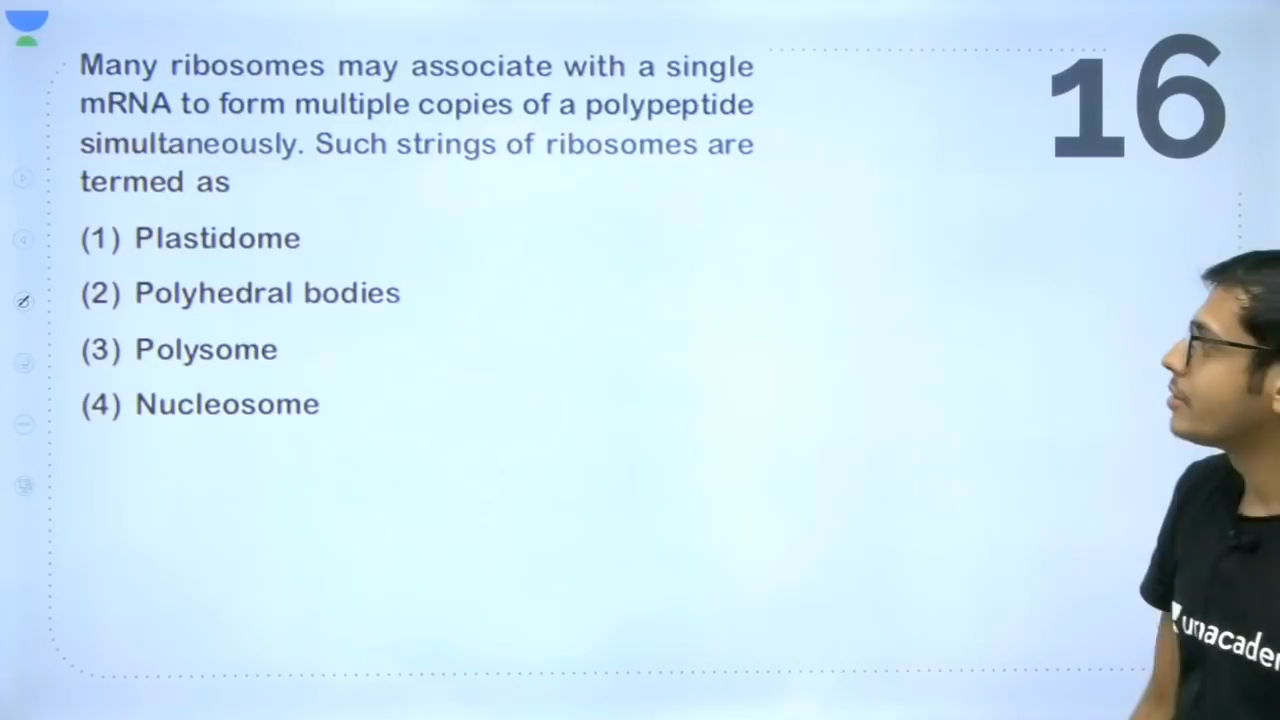 Many ribosomes may associate with a single
mRNA to form multiple copies of a polypeptide
simultaneously. Such strings of ribosomes are
termed as
(1) Plastidome
(2) Polyhedral bodies
(3) Polysome
(4) Nucleosome
16
unacadem